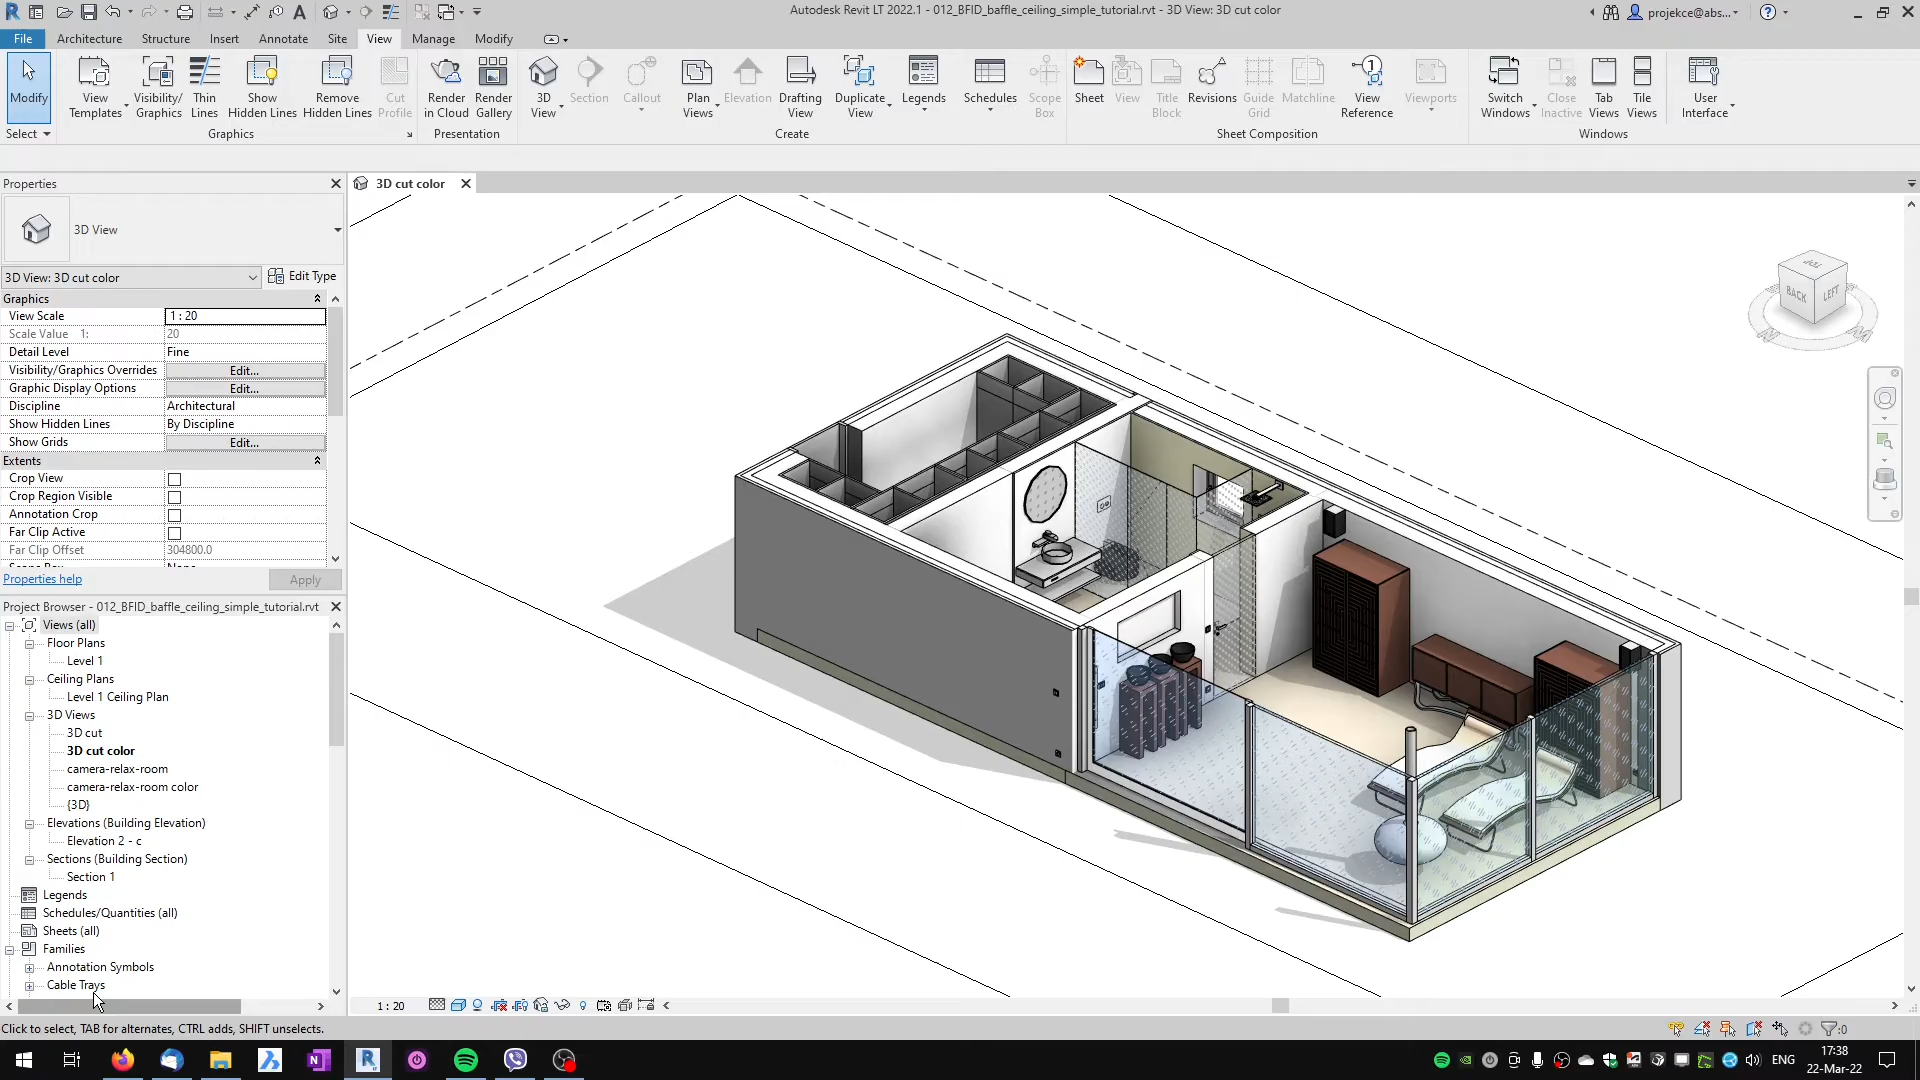 Autodesk Revit LT 2022.1 - 012_BFID_baffle_ceiling_simple_tutorial.rvt - 3D View: 3D cut color
projekce@abs...
File Architecture Structure Insert Annotate Site View Manage Modify
Modify
View Templates
Visibility/ Graphics
Thin Lines
Show Hidden Lines
Remove Hidden Lines
Cut Profile
Render in Cloud
Render Gallery
3D View
Section
Callout
Plan Views
Elevation
Drafting View
Duplicate View
Legends
Schedules
Scope Box
Sheet
View
Title Block
Revisions
Guide Grid
Matchline
View Reference
Viewports
Switch Windows
Close Inactive
Tab Views
Tile Views
User Interface
Select Graphics Presentation Create Sheet Composition Windows
Properties
3D View
3D View: 3D cut color
Edit Type
Graphics
View Scale 1 : 20
Scale Value 1: 20
Detail Level Fine
Visibility/Graphics Overrides Edit...
Graphic Display Options Edit...
Discipline Architectural
Show Hidden Lines By Discipline
Show Grids Edit...
Extents
Crop View
Crop Region Visible
Annotation Crop
Far Clip Active
Far Clip Offset 304800.0
Properties help Apply
Project Browser - 012_BFID_baffle_ceiling_simple_tutorial.rvt
Views (all)
Floor Plans
Level 1
Ceiling Plans
Level 1 Ceiling Plan
3D Views
3D cut
3D cut color
camera-relax-room
camera-relax-room color
{3D}
Elevations (Building Elevation)
Elevation 2 - c
Sections (Building Section)
Section 1
Legends
Schedules/Quantities (all)
Sheets (all)
Families
Annotation Symbols
Cable Trays
3D cut color
TOP
BACK
LEFT
1 : 20
Click to select, TAB for alternates, CTRL adds, SHIFT unselects.
:0
ENG
17:38
22-Mar-22